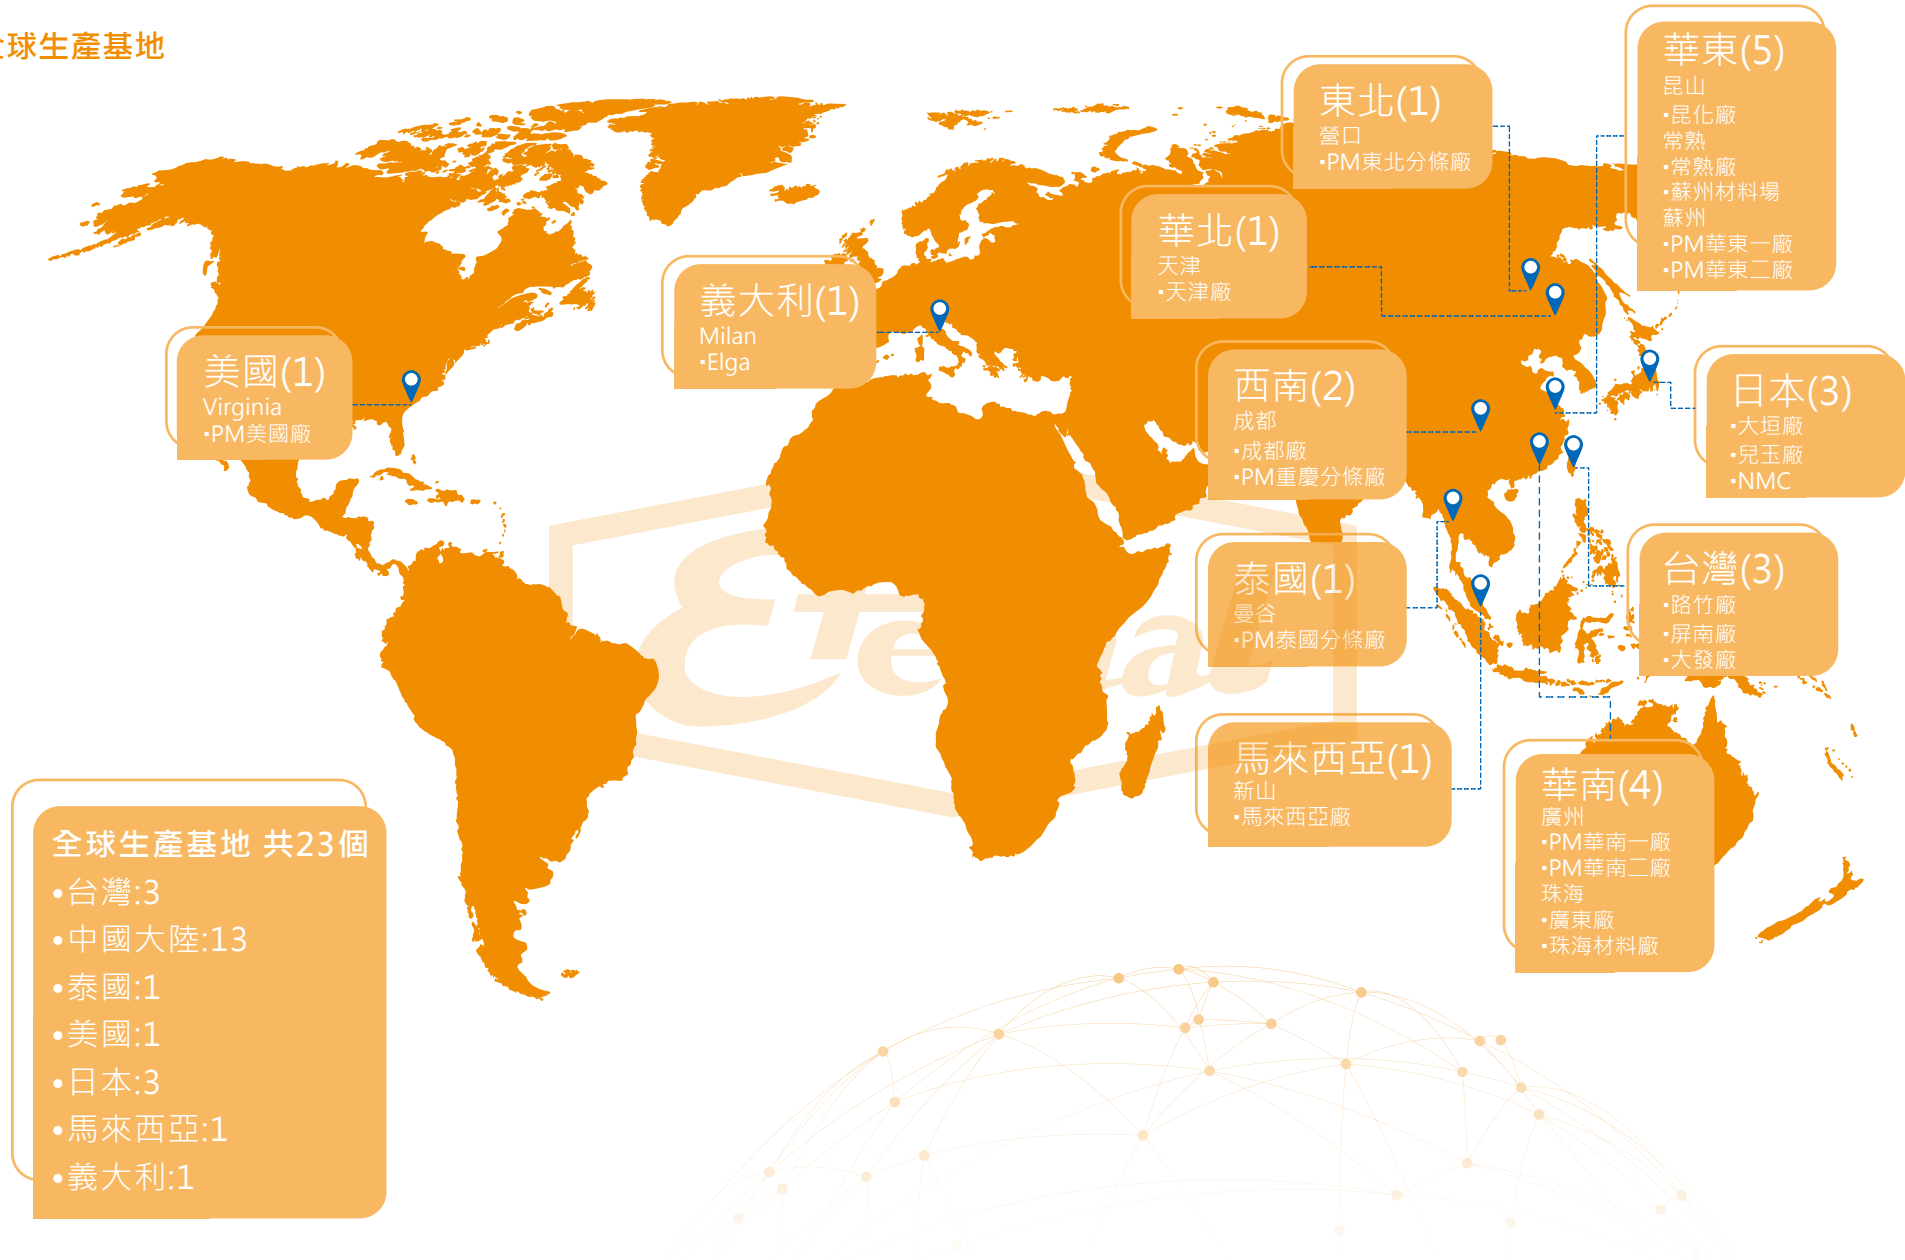 全球生產基地
東北(1)
營口
▪PM東北分條廠
華東(5)
昆山
▪昆化廠
常熟
▪常熟廠
▪蘇州材料場
蘇州
▪PM華東一廠
▪PM華東二廠
華北(1)
天津
▪天津廠
義大利(1)
Milan
▪Elga
美國(1)
Virginia
▪PM美國廠
西南(2)
成都
▪成都廠
▪PM重慶分條廠
日本(3)
▪大垣廠
▪兒玉廠
▪NMC
泰國(1)
曼谷
▪PM泰國分條廠
台灣(3)
▪路竹廠
▪屏南廠
▪大發廠
馬來西亞(1)
新山
▪馬來西亞廠
華南(4)
廣州
▪PM華南一廠
▪PM華南二廠
珠海
▪廣東廠
▪珠海材料廠
Eternal
全球生產基地 共23個
•台灣:3
•中國大陸:13
•泰國:1
•美國:1
•日本:3
•馬來西亞:1
•義大利:1